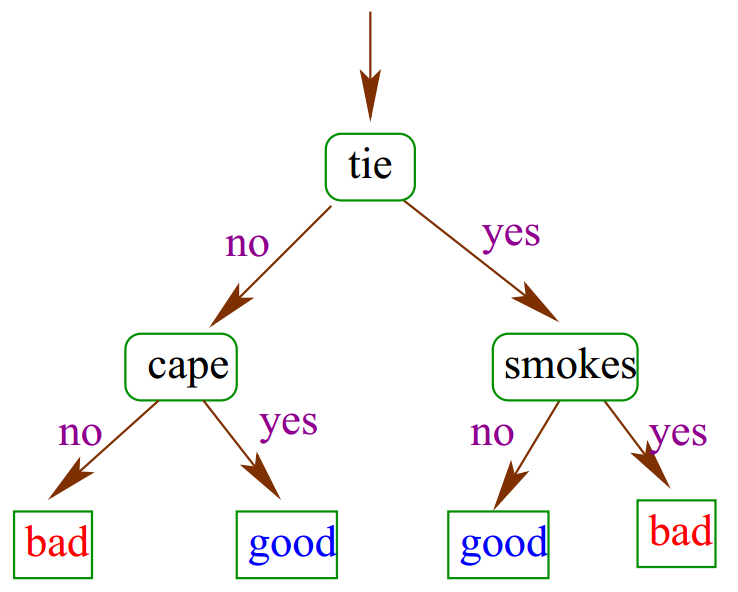 tie
no
yes
cape
smokes
no
yes
no
yes
bad
good
good
bad